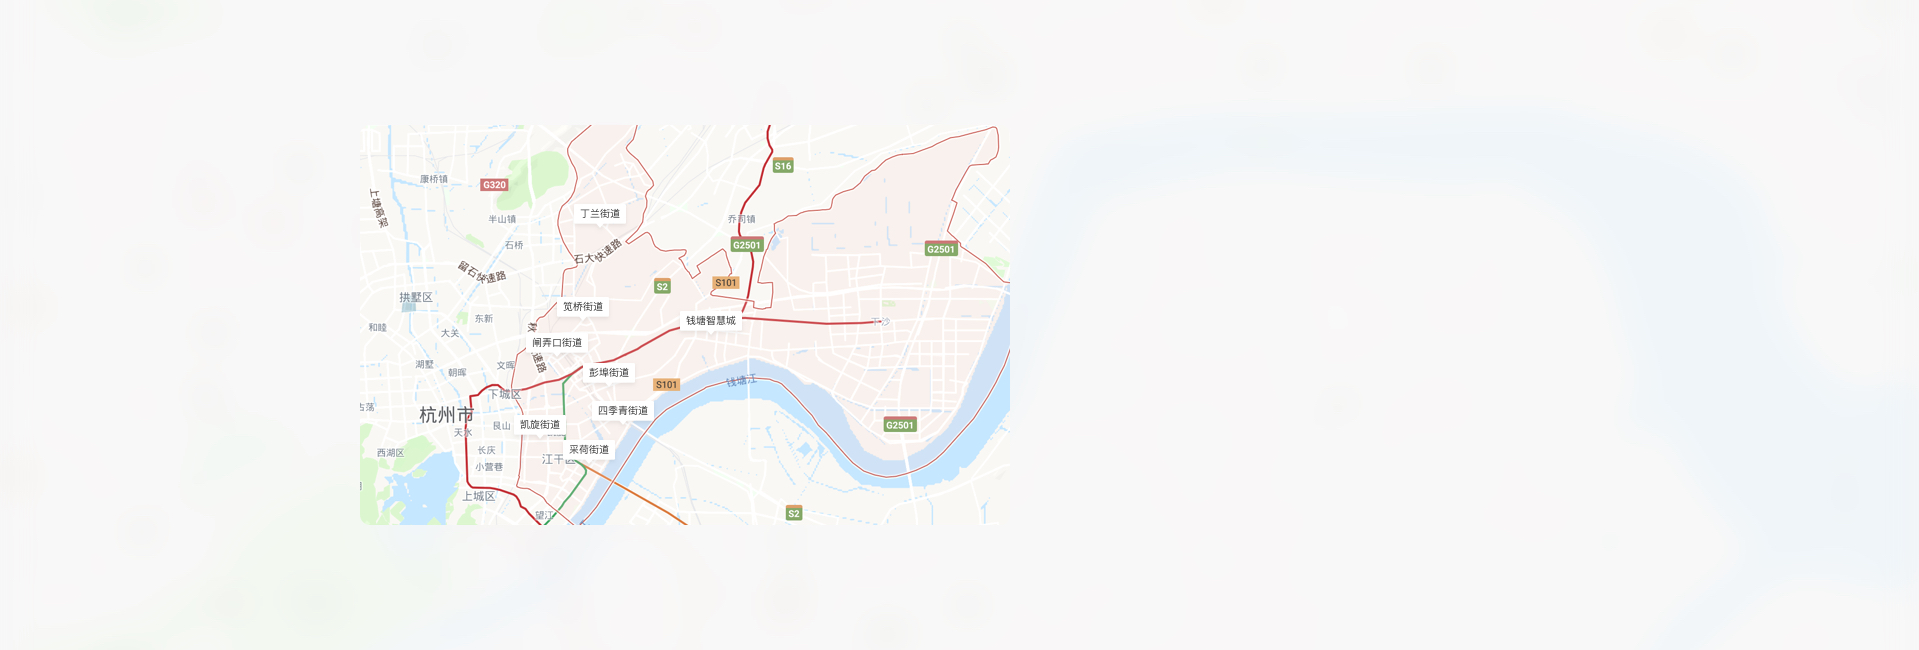 S16
康桥镇
G320
上塘高架
丁兰街道
半山镇
乔司镇
石桥
G2501
G2501
石大快速路
留石快速路
S2
S101
拱墅区
笕桥街道
东新
钱塘智慧城
下沙
和睦
大关
秋
闸弄口街道
速路
湖墅
文晖
朝晖
彭埠街道
钱塘江
S101
下城区
古荡
四季青街道
杭州市
艮山
凯旋街道
G2501
天水
西湖区
长庆
采荷街道
江干区
小营巷
上城区
望江
S2